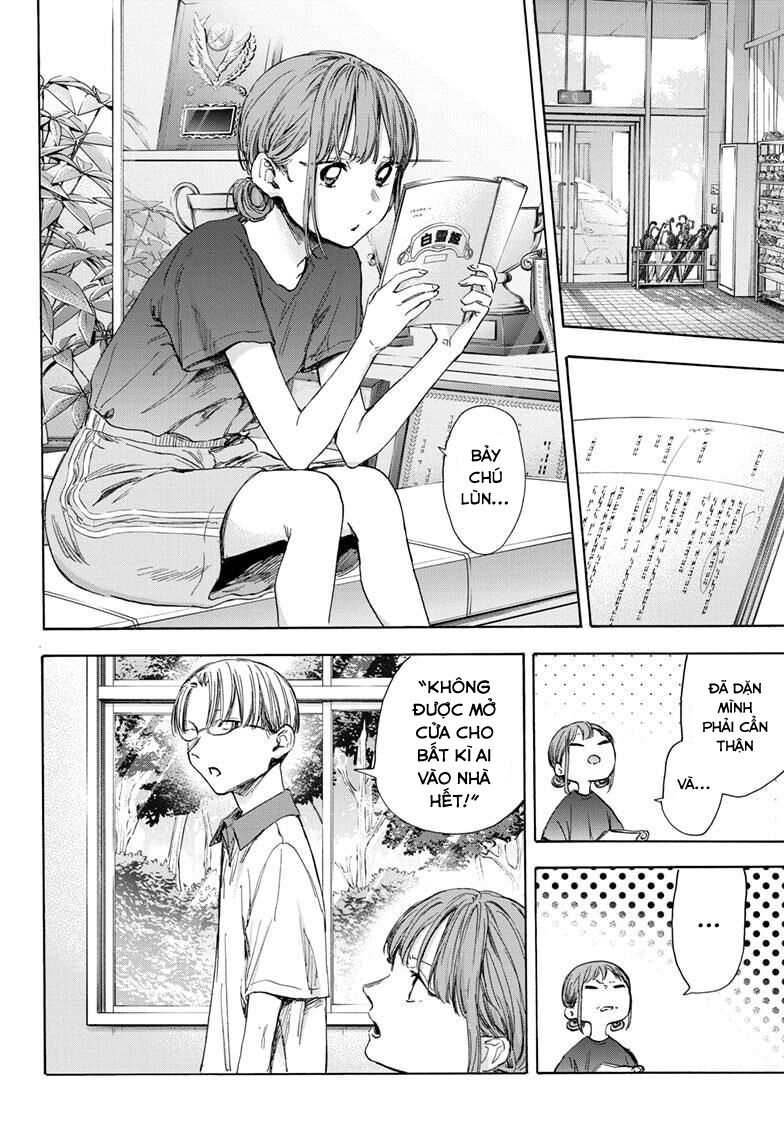 白雪姫
BẢY
CHÚ
LÙN...
ĐÃ DẶN
MÌNH
PHẢI CẨN
THẬN
VÀ...
...
“KHÔNG
ĐƯỢC MỞ
CỬA CHO
BẤT KÌ AI
VÀO NHÀ
HẾT!”